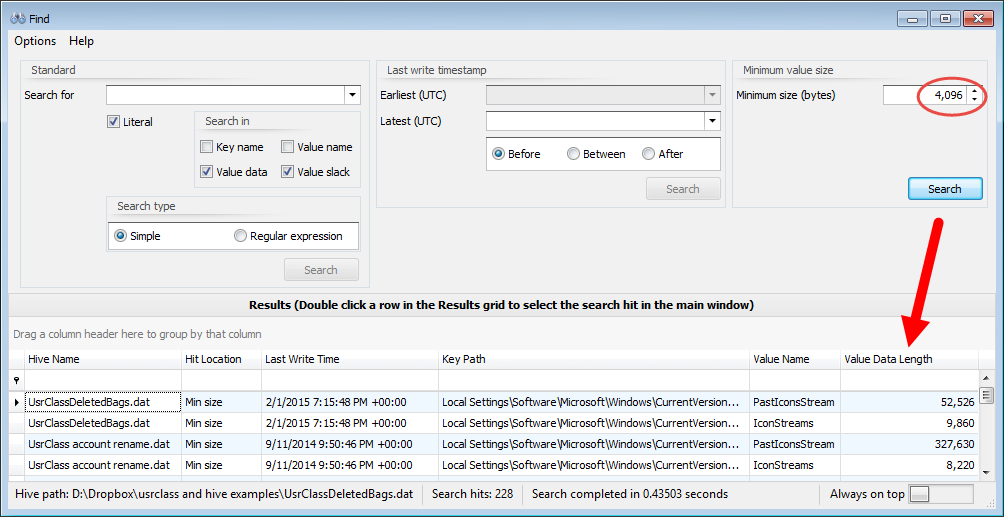 Find
Options Help
Standard
Search for
Literal
Search in
Key name Value name
Value data Value slack
Search type
Simple Regular expression
Search
Last write timestamp
Earliest (UTC)
Latest (UTC)
Before Between After
Search
Minimum value size
Minimum size (bytes) 4,096
Search
Results (Double click a row in the Results grid to select the search hit in the main window)
Drag a column header here to group by that column
Hive Name Hit Location Last Write Time Key Path Value Name Value Data Length
UsrClassDeletedBags.dat Min size 2/1/2015 7:15:48 PM +00:00 Local Settings\Software\Microsoft\Windows\CurrentVersion... PastIconsStream 52,526
UsrClassDeletedBags.dat Min size 2/1/2015 7:15:48 PM +00:00 Local Settings\Software\Microsoft\Windows\CurrentVersion... IconStreams 9,860
UsrClass account rename.dat Min size 9/11/2014 9:50:46 PM +00:00 Local Settings\Software\Microsoft\Windows\CurrentVersion... PastIconsStream 327,630
UsrClass account rename.dat Min size 9/11/2014 9:50:46 PM +00:00 Local Settings\Software\Microsoft\Windows\CurrentVersion... IconStreams 8,220
Hive path: D:\Dropbox\usrclass and hive examples\UsrClassDeletedBags.dat Search hits: 228 Search completed in 0.43503 seconds Always on top